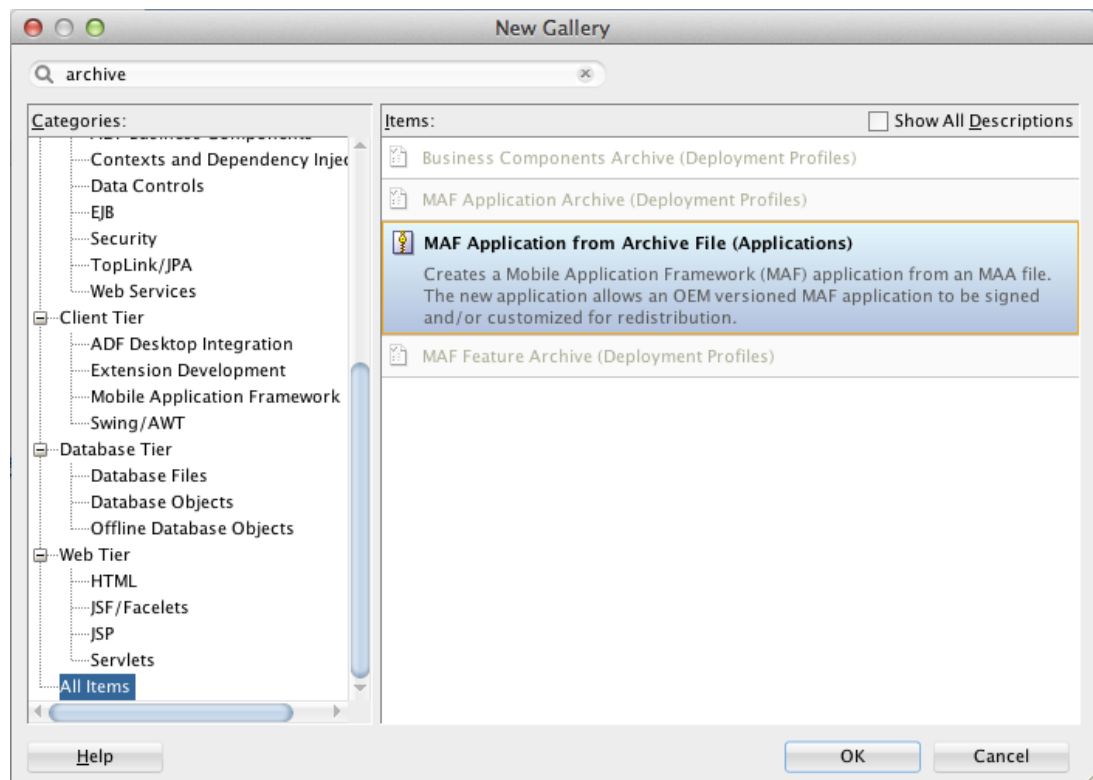 New Gallery
archive
Categories:
ADF Business Components
Contexts and Dependency Injec
Data Controls
EJB
Security
TopLink/JPA
Web Services
Client Tier
ADF Desktop Integration
Extension Development
Mobile Application Framework
Swing/AWT
Database Tier
Database Files
Database Objects
Offline Database Objects
Web Tier
HTML
JSF/Facelets
JSP
Servlets
All Items
Items:
Show All Descriptions
Business Components Archive (Deployment Profiles)
MAF Application Archive (Deployment Profiles)
MAF Application from Archive File (Applications)
Creates a Mobile Application Framework (MAF) application from an MAA file.
The new application allows an OEM versioned MAF application to be signed
and/or customized for redistribution.
MAF Feature Archive (Deployment Profiles)
Help
OK
Cancel